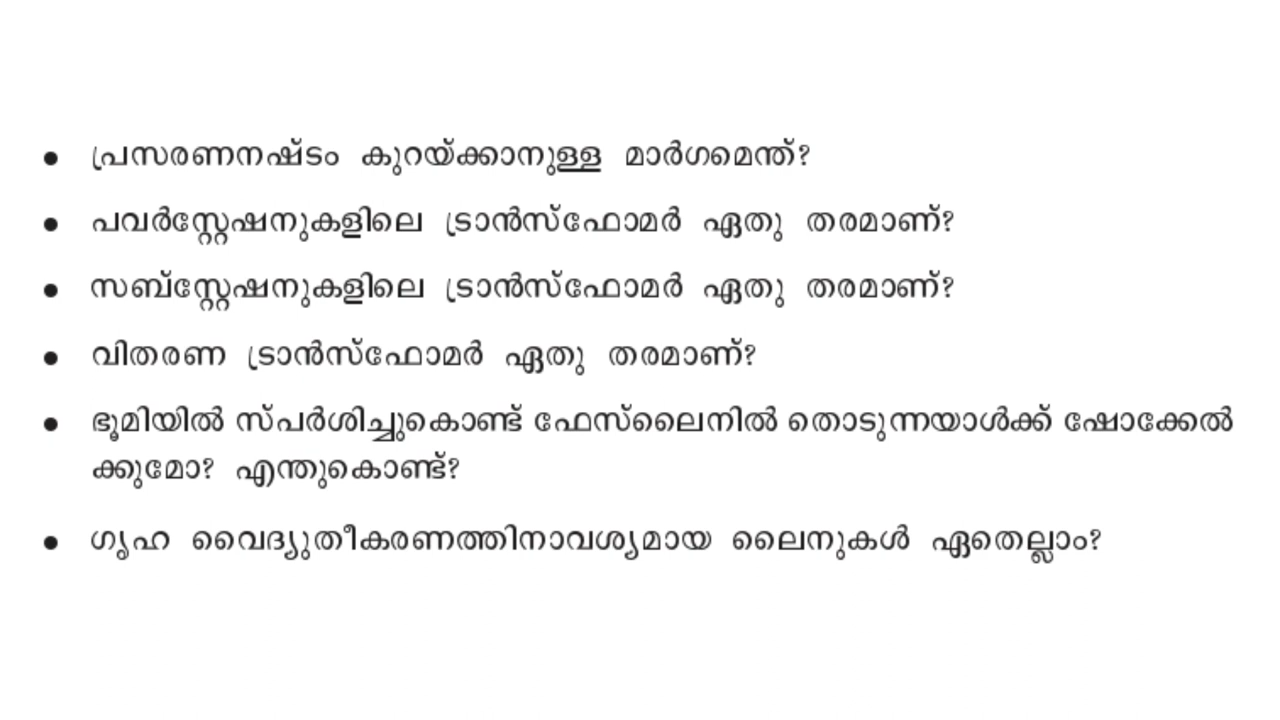 • പ്രസരണനഷ്ടം കുറയ്ക്കാനുള്ള മാർഗമെന്ത്?
• പവർസ്റ്റേഷനുകളിലെ ട്രാൻസ്ഫോമർ ഏതു തരമാണ്?
• സബ്സ്റ്റേഷനുകളിലെ ട്രാൻസ്ഫോമർ ഏതു തരമാണ്?
• വിതരണ ട്രാൻസ്ഫോമർ ഏതു തരമാണ്?
• ഭൂമിയിൽ സ്പർശിച്ചുകൊണ്ട് ഫേസ്ലൈനിൽ തൊടുന്നയാൾക്ക് ഷോക്കേൽ
ക്കുമോ? എന്തുകൊണ്ട്?
• ഗൃഹ വൈദ്യുതീകരണത്തിനാവശ്യമായ ലൈനുകൾ ഏതെല്ലാം?